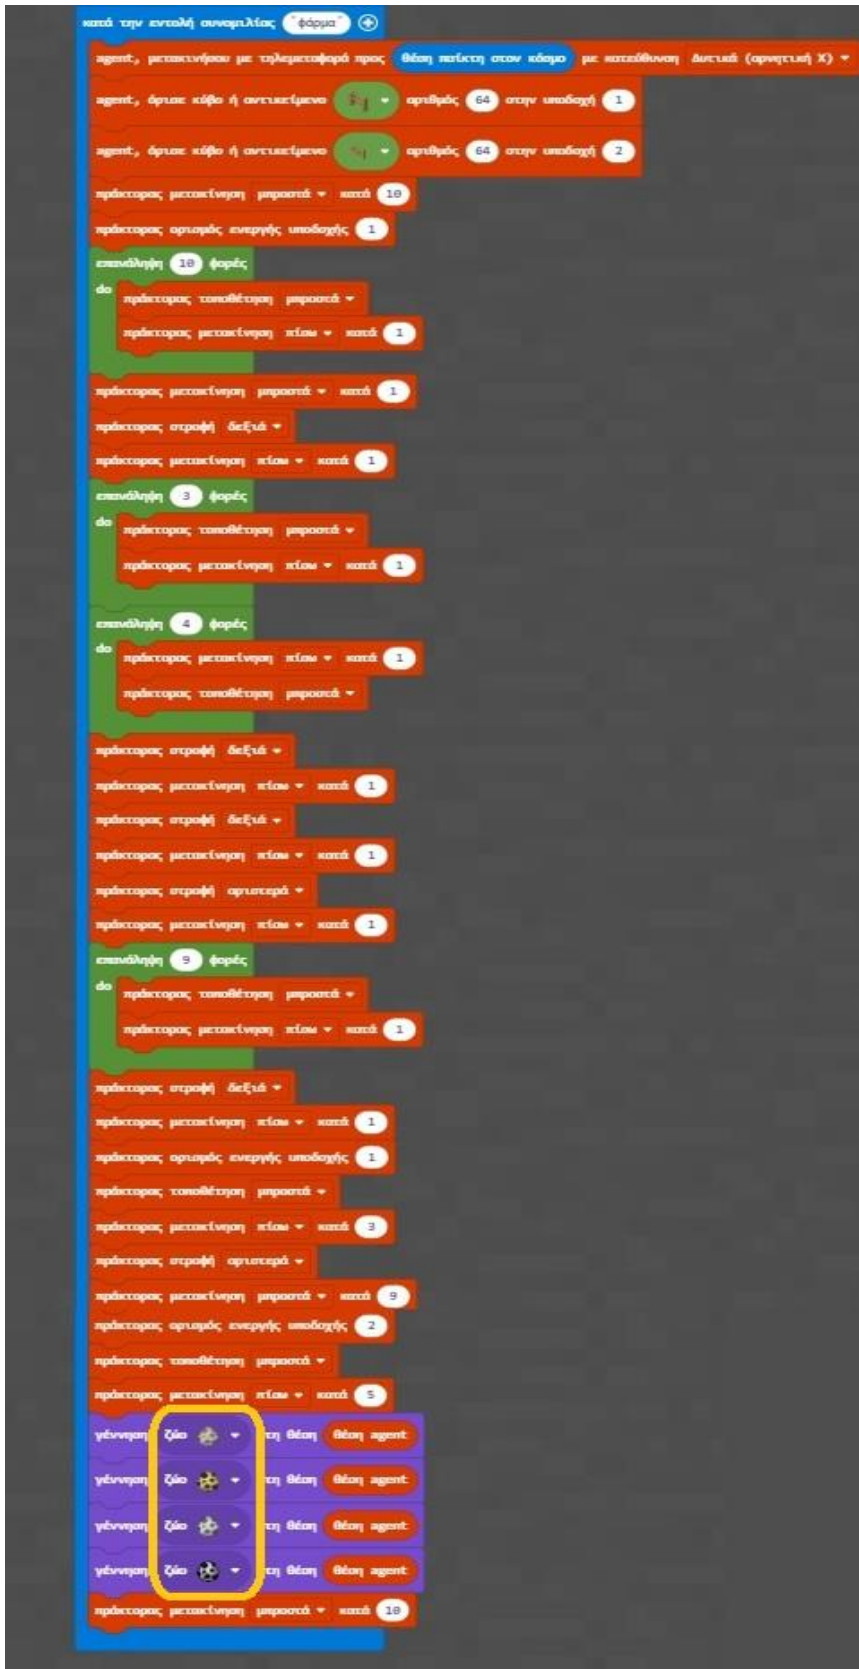 κατά την εντολή συνομιλίας "φάρμα"
agent, μετακινήσου με τηλεμεταφορά προς θέση παίκτη στον κόσμο με κατεύθυνση Δυτικά (αρνητική X)
agent, όρισε κύβο ή αντικείμενο αριθμός 64 στην υποδοχή 1
agent, όρισε κύβο ή αντικείμενο αριθμός 64 στην υποδοχή 2
πράκτορας μετακίνηση μπροστά κατά 10
πράκτορας ορισμός ενεργής υποδοχής 1
επανάληψη 10 φορές
do
πράκτορας τοποθέτηση μπροστά
πράκτορας μετακίνηση πίσω κατά 1
πράκτορας μετακίνηση μπροστά κατά 1
πράκτορας στροφή δεξιά
πράκτορας μετακίνηση πίσω κατά 1
επανάληψη 3 φορές
do
πράκτορας τοποθέτηση μπροστά
πράκτορας μετακίνηση πίσω κατά 1
επανάληψη 4 φορές
do
πράκτορας μετακίνηση πίσω κατά 1
πράκτορας τοποθέτηση μπροστά
πράκτορας στροφή δεξιά
πράκτορας μετακίνηση πίσω κατά 1
πράκτορας στροφή δεξιά
πράκτορας μετακίνηση πίσω κατά 1
πράκτορας στροφή αριστερά
πράκτορας μετακίνηση πίσω κατά 1
επανάληψη 9 φορές
do
πράκτορας τοποθέτηση μπροστά
πράκτορας μετακίνηση πίσω κατά 1
πράκτορας στροφή δεξιά
πράκτορας μετακίνηση πίσω κατά 1
πράκτορας ορισμός ενεργής υποδοχής 1
πράκτορας τοποθέτηση μπροστά
πράκτορας μετακίνηση πίσω κατά 3
πράκτορας στροφή αριστερά
πράκτορας μετακίνηση μπροστά κατά 9
πράκτορας ορισμός ενεργής υποδοχής 2
πράκτορας τοποθέτηση μπροστά
πράκτορας μετακίνηση πίσω κατά 5
γέννηση ζώο τη θέση θέση agent
γέννηση ζώο τη θέση θέση agent
γέννηση ζώο τη θέση θέση agent
γέννηση ζώο τη θέση θέση agent
πράκτορας μετακίνηση μπροστά κατά 10